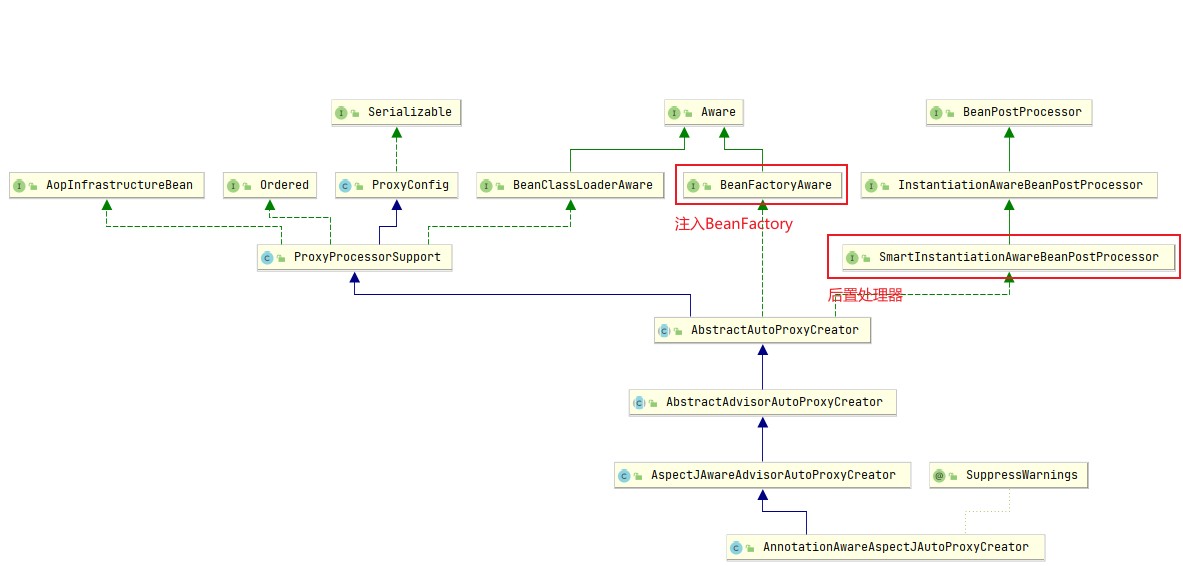 Serializable
Aware
BeanPostProcessor
AopInfrastructureBean
Ordered
ProxyConfig
BeanClassLoaderAware
BeanFactoryAware
InstantiationAwareBeanPostProcessor
注入BeanFactory
ProxyProcessorSupport
SmartInstantiationAwareBeanPostProcessor
后置处理器
AbstractAutoProxyCreator
AbstractAdvisorAutoProxyCreator
AspectJAwareAdvisorAutoProxyCreator
SuppressWarnings
AnnotationAwareAspectJAutoProxyCreator